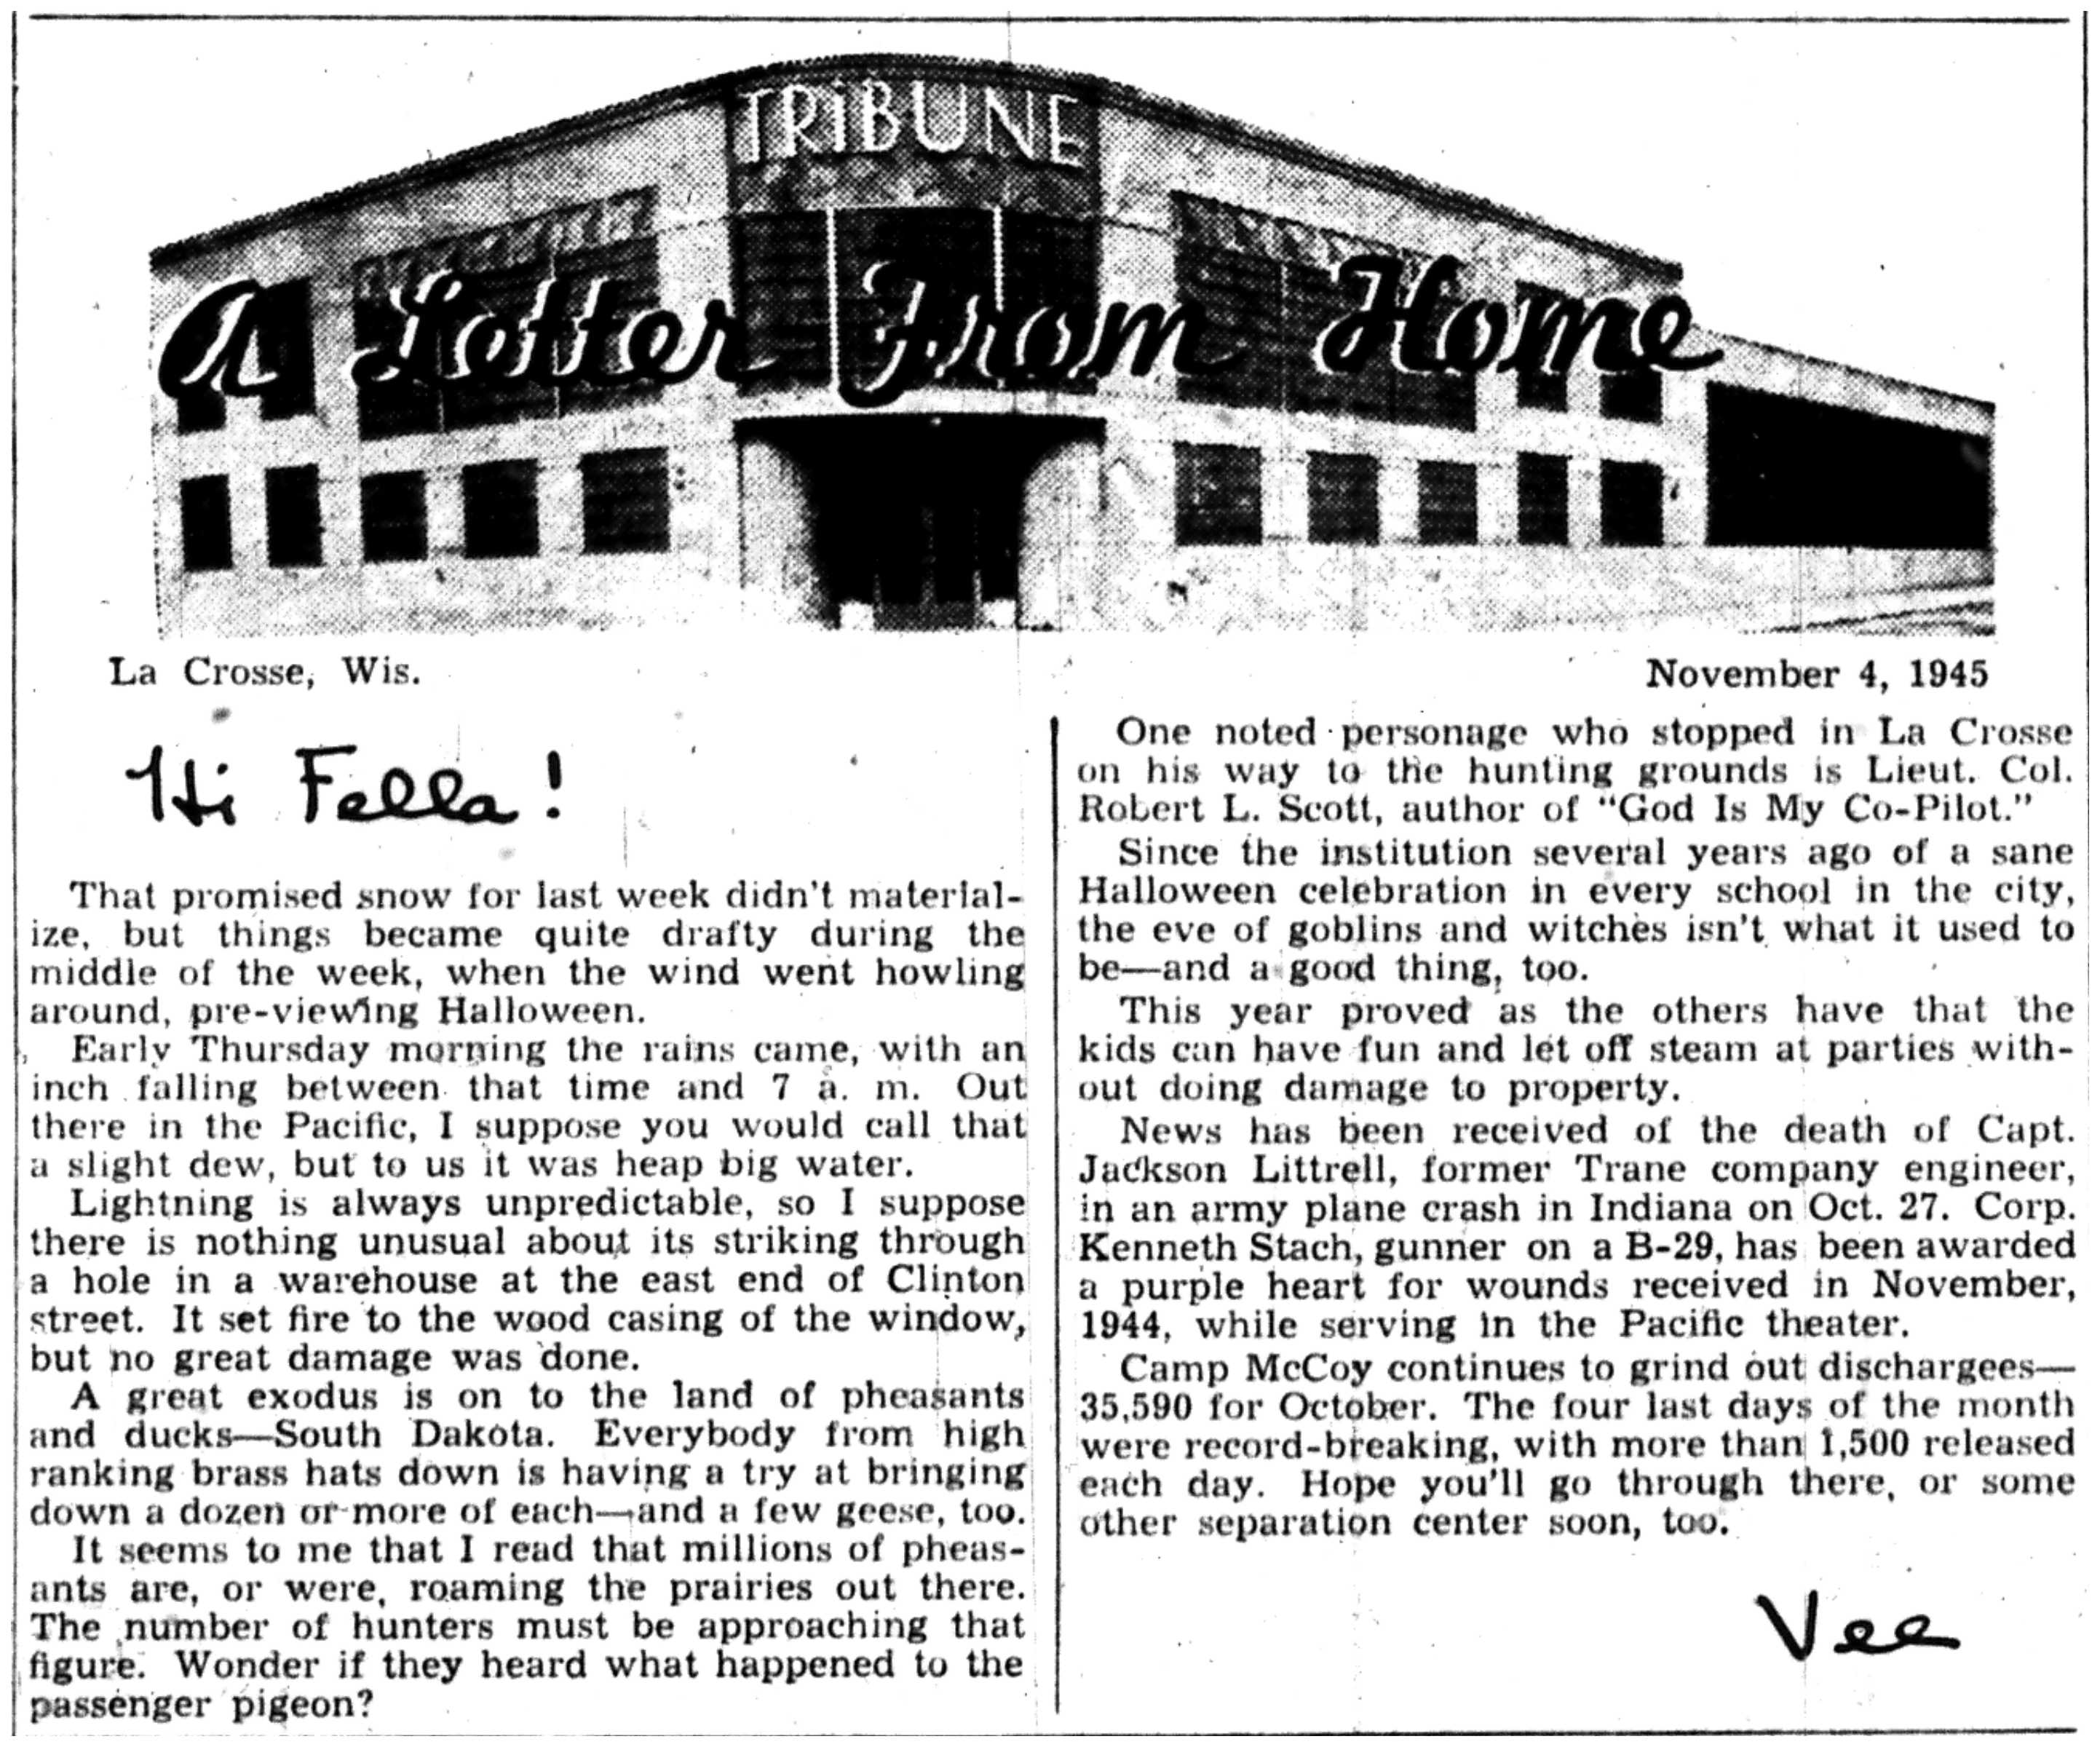 TRIBUNE
A Letter From Home
La Crosse, Wis.
November 4, 1945
Hi Fella!
That promised snow for last week didn't material-
ize, but things became quite drafty during the
middle of the week, when the wind went howling
around, pre-viewing Halloween.
Early Thursday morning the rains came, with an
inch falling between that time and 7 a. m. Out
there in the Pacific, I suppose you would call that
a slight dew, but to us it was heap big water.
Lightning is always unpredictable, so I suppose
there is nothing unusual about its striking through
a hole in a warehouse at the east end of Clinton
street. It set fire to the wood casing of the window,
but no great damage was done.
A great exodus is on to the land of pheasants
and ducks—South Dakota. Everybody from high
ranking brass hats down is having a try at bringing
down a dozen or more of each—and a few geese, too.
It seems to me that I read that millions of pheas-
ants are, or were, roaming the prairies out there.
The number of hunters must be approaching that
figure. Wonder if they heard what happened to the
passenger pigeon?
One noted personage who stopped in La Crosse
on his way to the hunting grounds is Lieut. Col.
Robert L. Scott, author of "God Is My Co-Pilot."
Since the institution several years ago of a sane
Halloween celebration in every school in the city,
the eve of goblins and witches isn't what it used to
be—and a good thing, too.
This year proved as the others have that the
kids can have fun and let off steam at parties with-
out doing damage to property.
News has been received of the death of Capt.
Jackson Littrell, former Trane company engineer,
in an army plane crash in Indiana on Oct. 27. Corp.
Kenneth Stach, gunner on a B-29, has been awarded
a purple heart for wounds received in November,
1944, while serving in the Pacific theater.
Camp McCoy continues to grind out dischargees—
35,590 for October. The four last days of the month
were record-breaking, with more than 1,500 released
each day. Hope you'll go through there, or some
other separation center soon, too.
Vee